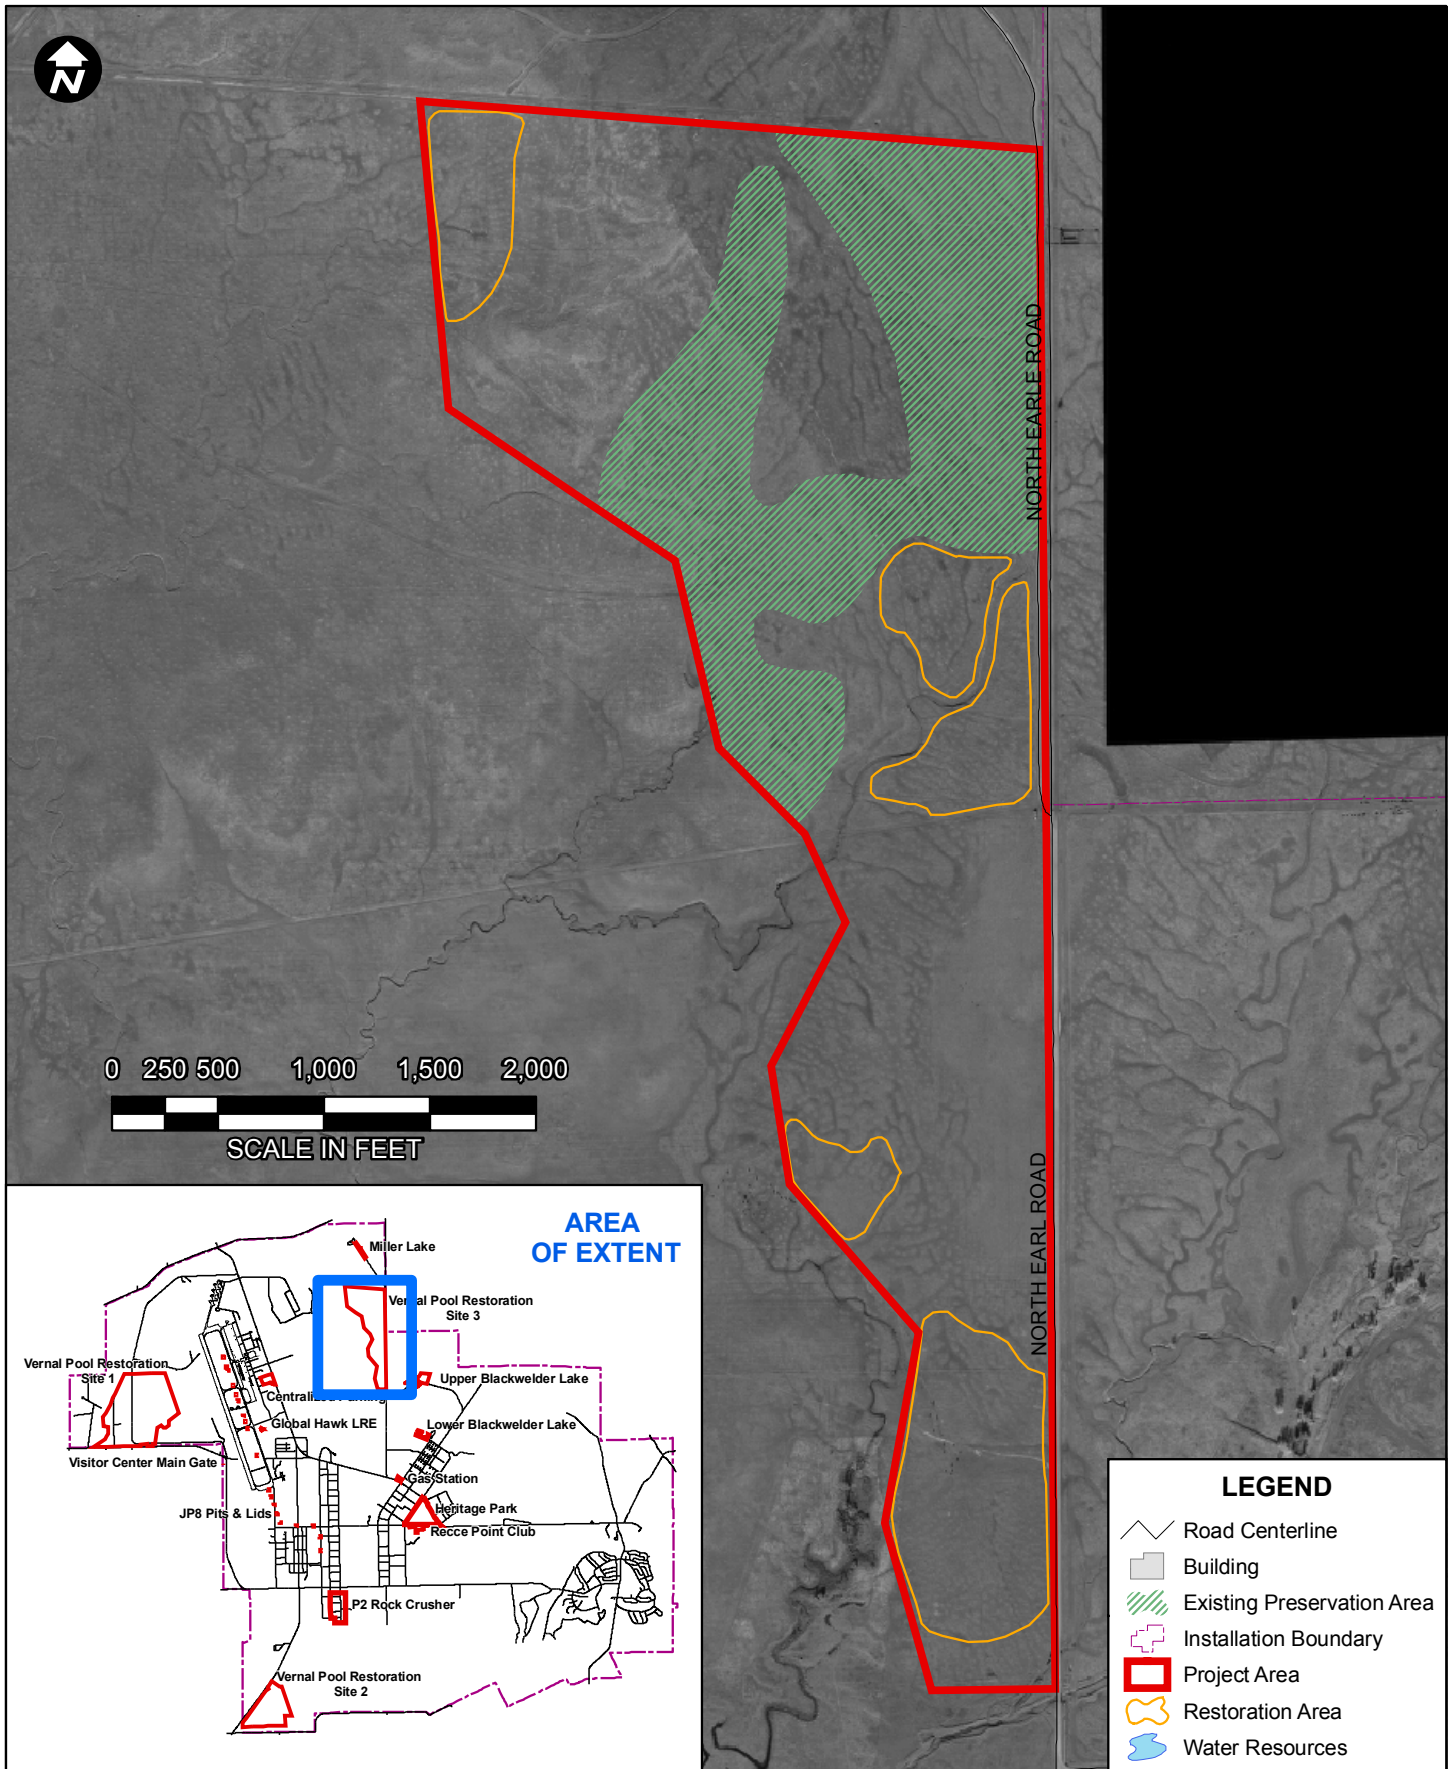 N
NORTH EARLE ROAD
0 250 500 1,000 1,500 2,000
SCALE IN FEET
NORTH EARL ROAD
AREA
OF EXTENT
Miller Lake
Vernal Pool Restoration
Site 3
Vernal Pool Restoration
Site 1
Upper Blackwelder Lake
Centralized Fueling
Global Hawk LRE
Lower Blackwelder Lake
Visitor Center Main Gate
Gas Station
JP8 Pits & Lids
Heritage Park
Recce Point Club
P2 Rock Crusher
Vernal Pool Restoration
Site 2
LEGEND
Road Centerline
Building
Existing Preservation Area
Installation Boundary
Project Area
Restoration Area
Water Resources